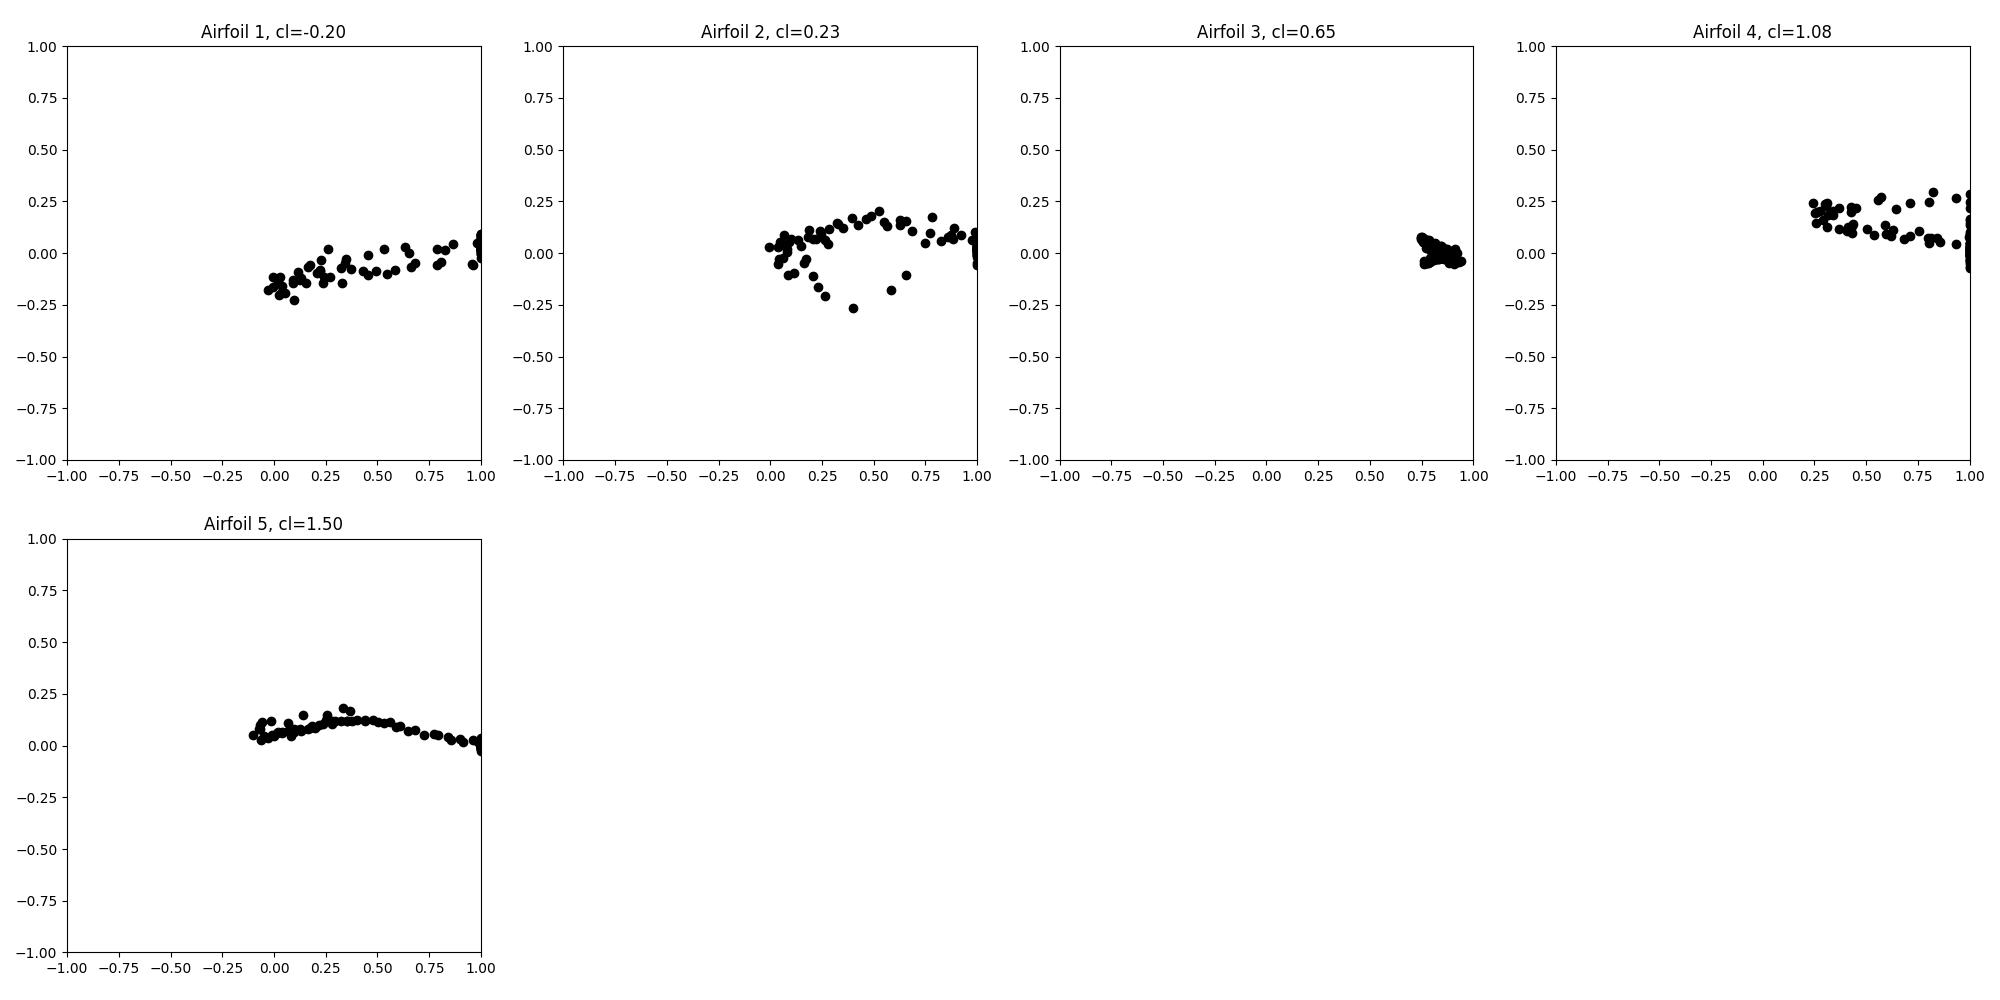 Airfoil 1, cl=-0.20
Airfoil 2, cl=0.23
Airfoil 3, cl=0.65
Airfoil 4, cl=1.08
1.00 1.00 1.00 1.00
0.75 0.75 0.75 0.75
0.50 0.50 0.50 0.50
0.25 0.25 0.25 0.25
0.00 0.00 0.00 0.00
−0.25 −0.25 −0.25 −0.25
−0.50 −0.50 −0.50 −0.50
−0.75 −0.75 −0.75 −0.75
−1.00 −1.00 −1.00 −1.00
−1.00 −0.75 −0.50 −0.25 0.00 0.25 0.50 0.75 1.00
−1.00 −0.75 −0.50 −0.25 0.00 0.25 0.50 0.75 1.00
−1.00 −0.75 −0.50 −0.25 0.00 0.25 0.50 0.75 1.00
−1.00 −0.75 −0.50 −0.25 0.00 0.25 0.50 0.75 1.00
Airfoil 5, cl=1.50
1.00
0.75
0.50
0.25
0.00
−0.25
−0.50
−0.75
−1.00
−1.00 −0.75 −0.50 −0.25 0.00 0.25 0.50 0.75 1.00